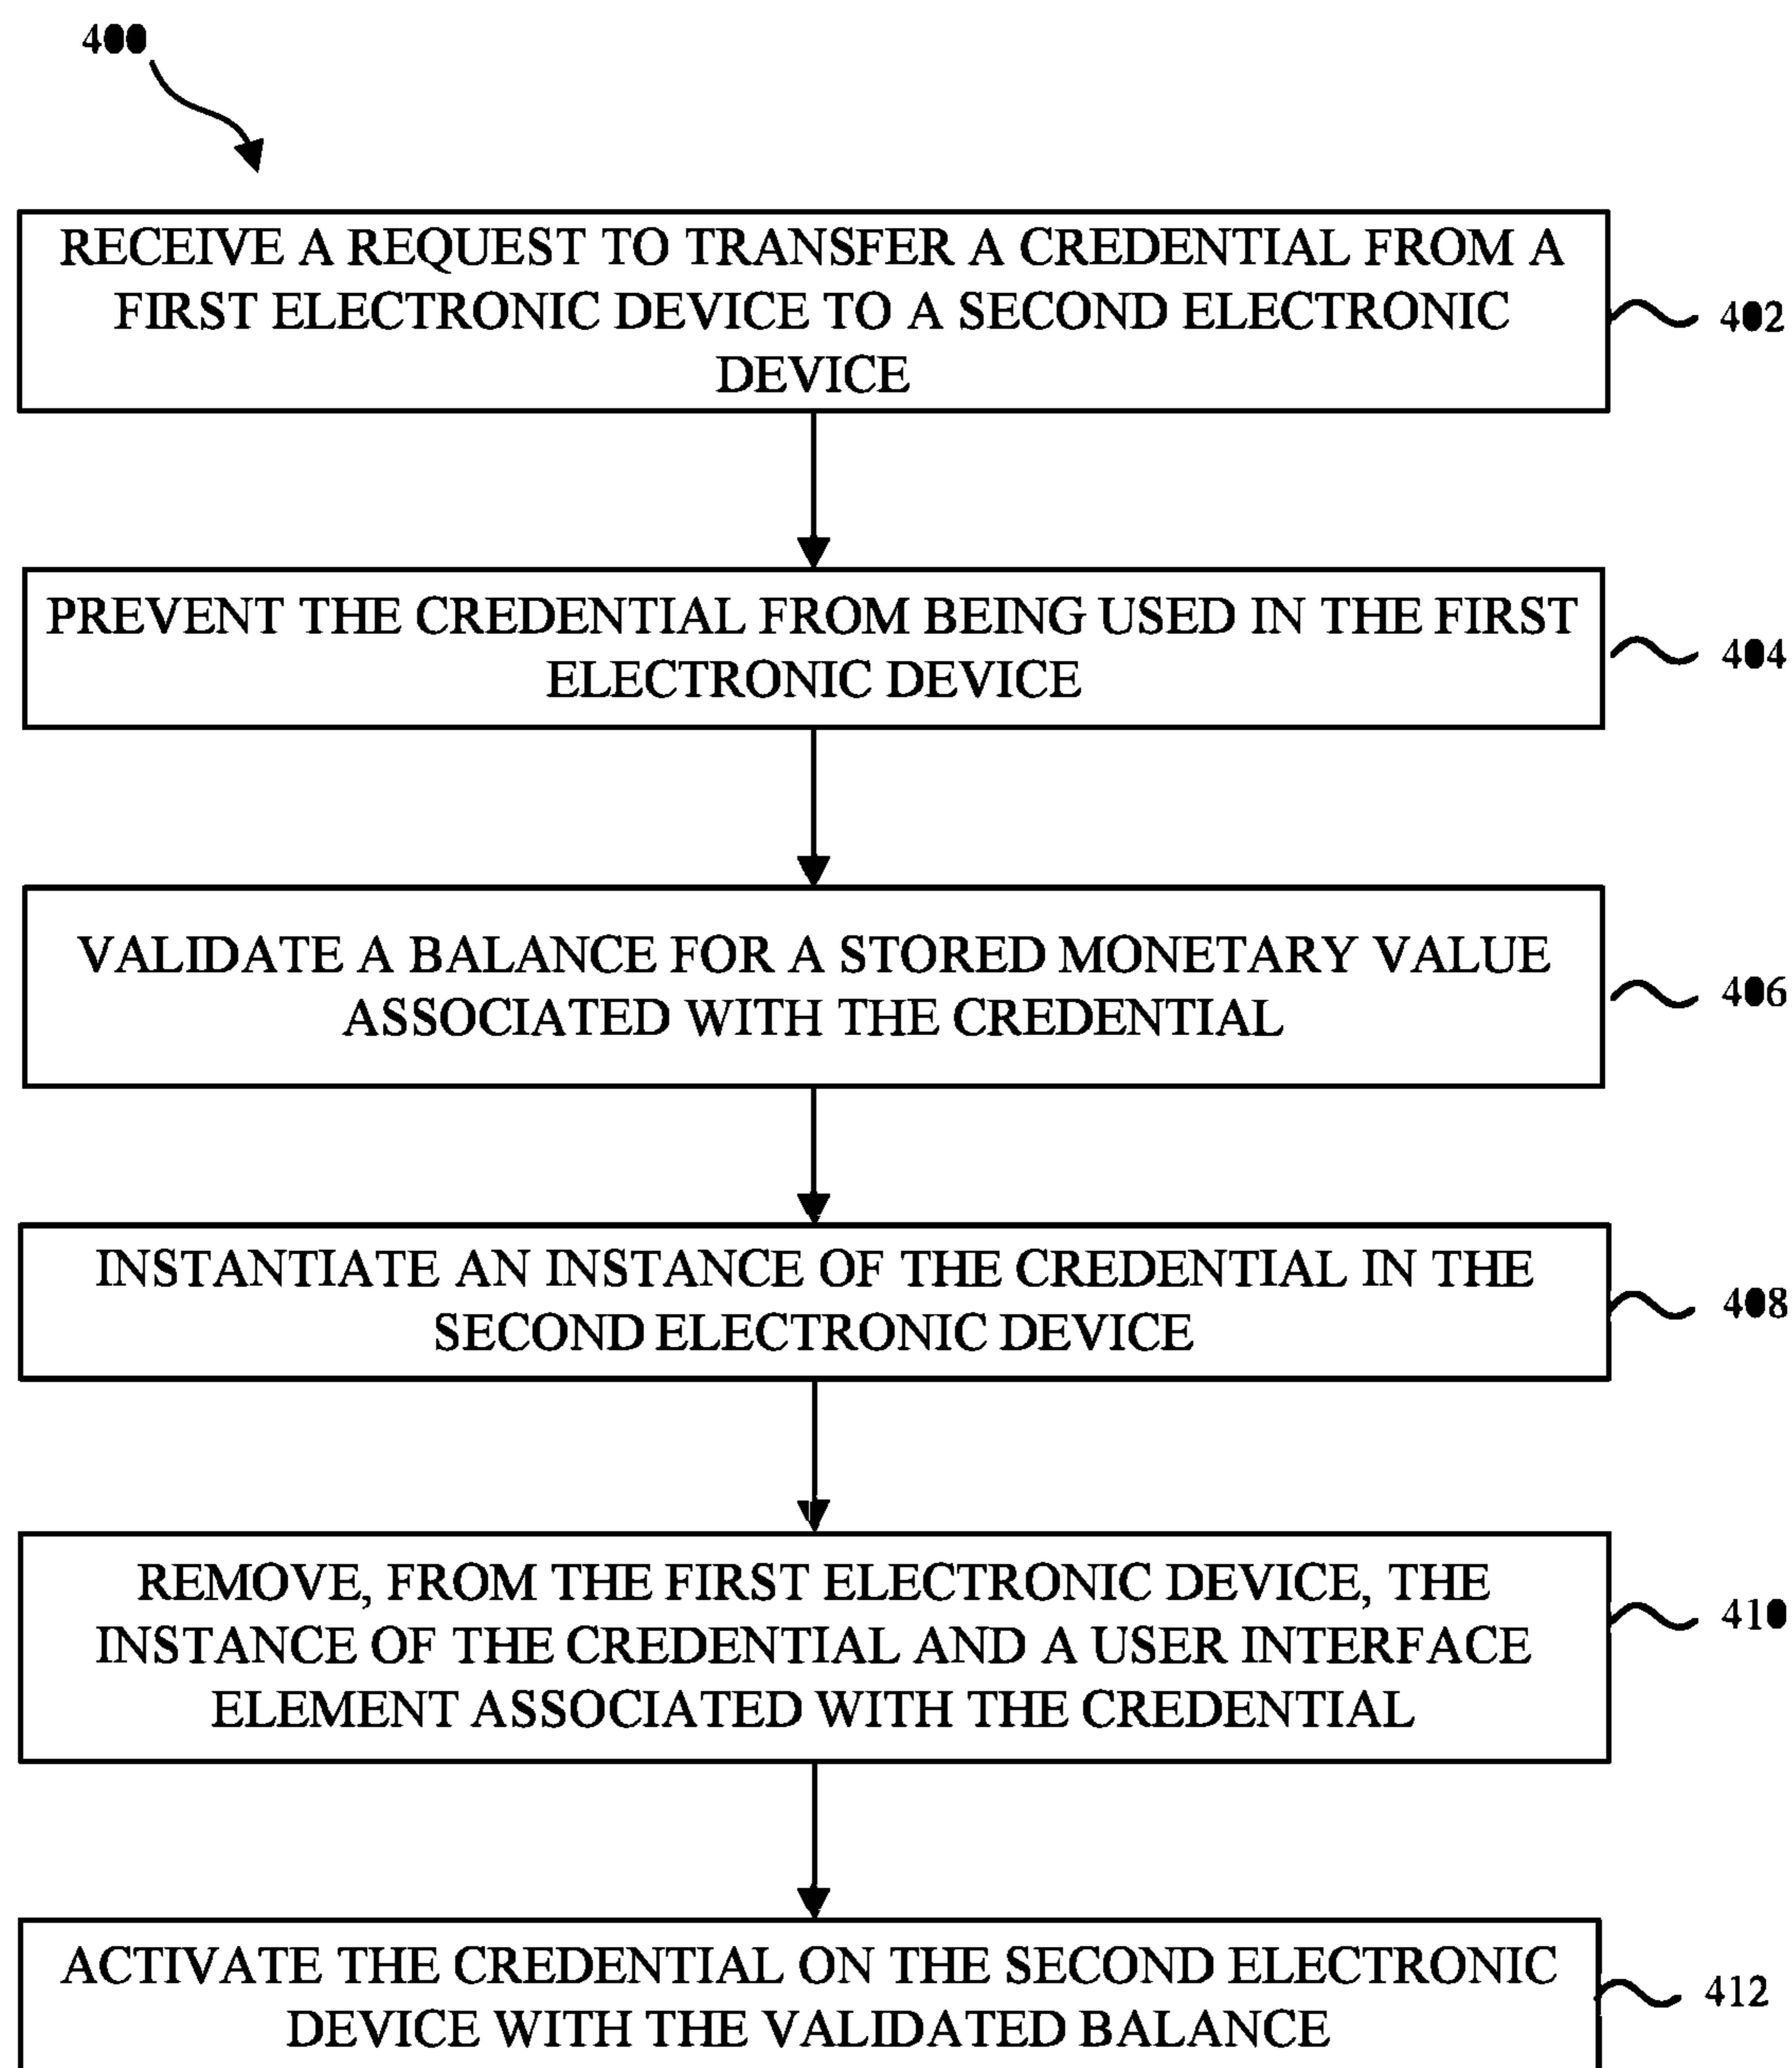 400
RECEIVE A REQUEST TO TRANSFER A CREDENTIAL FROM A
FIRST ELECTRONIC DEVICE TO A SECOND ELECTRONIC
DEVICE
402
PREVENT THE CREDENTIAL FROM BEING USED IN THE FIRST
ELECTRONIC DEVICE
404
VALIDATE A BALANCE FOR A STORED MONETARY VALUE
ASSOCIATED WITH THE CREDENTIAL
406
INSTANTIATE AN INSTANCE OF THE CREDENTIAL IN THE
SECOND ELECTRONIC DEVICE
408
REMOVE, FROM THE FIRST ELECTRONIC DEVICE, THE
INSTANCE OF THE CREDENTIAL AND A USER INTERFACE
ELEMENT ASSOCIATED WITH THE CREDENTIAL
410
ACTIVATE THE CREDENTIAL ON THE SECOND ELECTRONIC
DEVICE WITH THE VALIDATED BALANCE
412